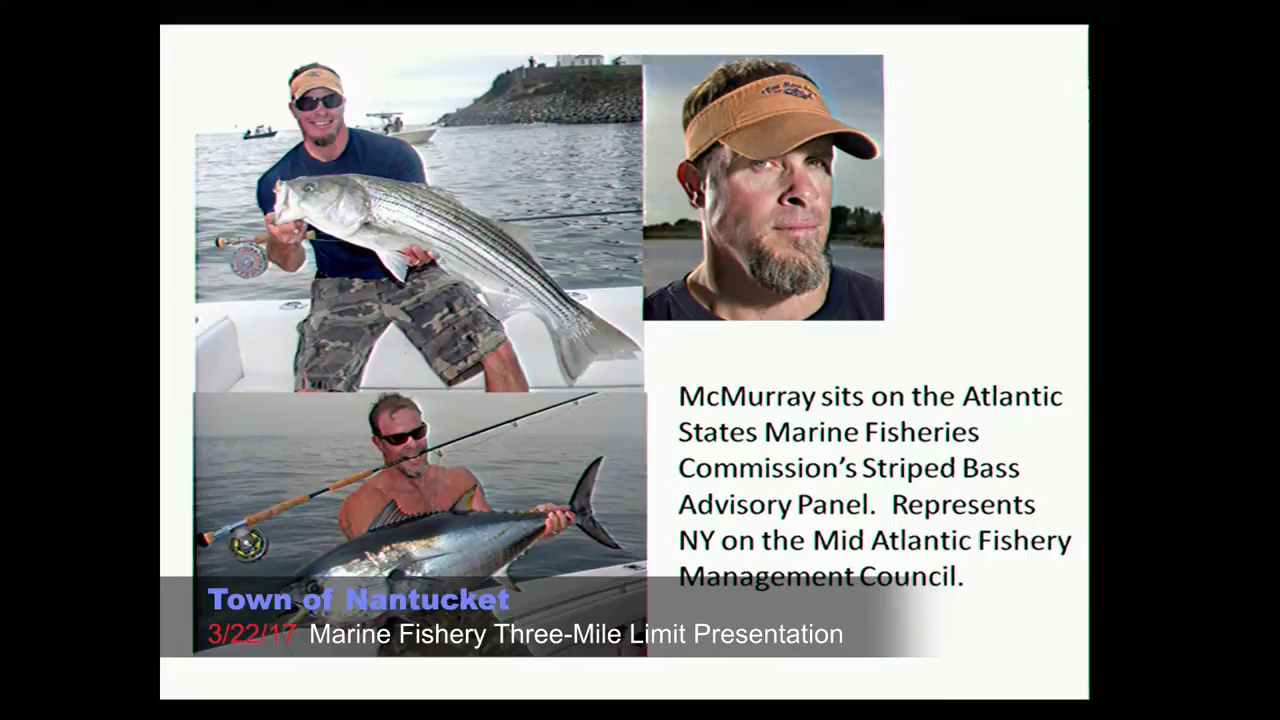 McMurray sits on the Atlantic
States Marine Fisheries
Commission's Striped Bass
Advisory Panel. Represents
NY on the Mid Atlantic Fishery
Management Council.
Town of Nantucket
3/22/17 Marine Fishery Three-Mile Limit Presentation